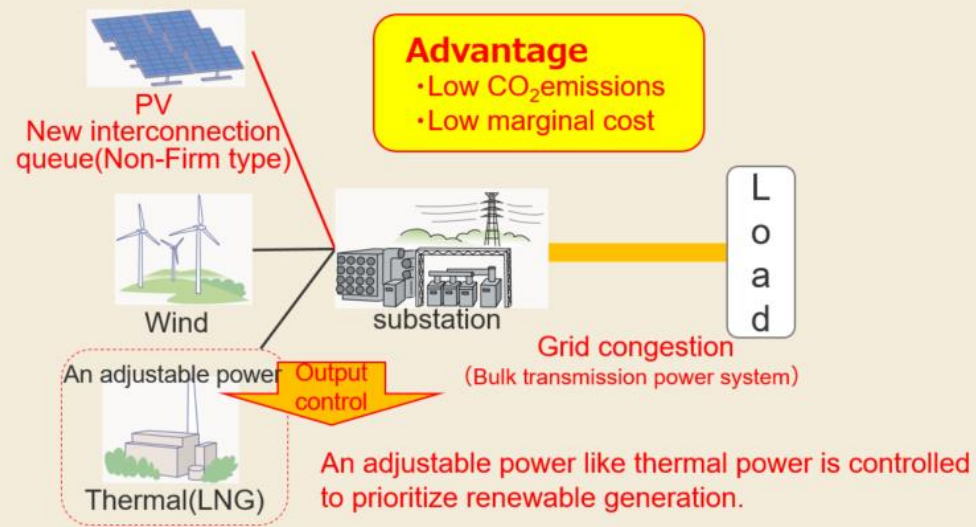 Advantage
・Low CO₂emissions
・Low marginal cost
PV
New interconnection
queue(Non-Firm type)
Wind
substation
Load
Grid congestion
(Bulk transmission power system)
An adjustable power
Output
control
Thermal(LNG)
An adjustable power like thermal power is controlled
to prioritize renewable generation.